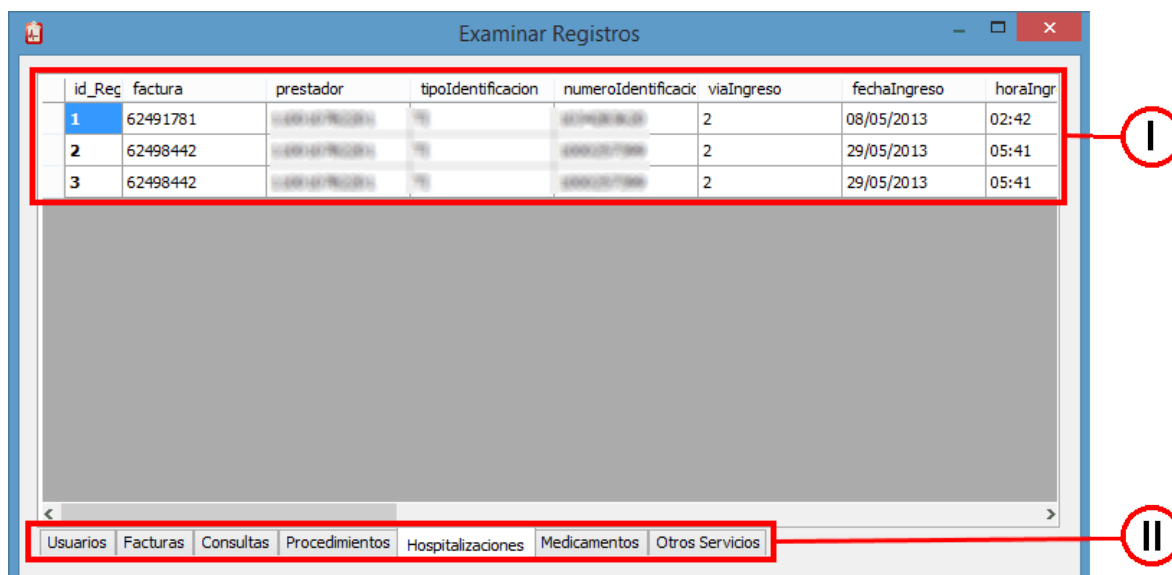 Examinar Registros
id_Reg factura prestador tipoIdentificacion numeroIdentificacic viaIngreso fechaIngreso horaIngr
1 62491781 2 08/05/2013 02:42
2 62498442 2 29/05/2013 05:41
3 62498442 2 29/05/2013 05:41
I
Usuarios Facturas Consultas Procedimientos Hospitalizaciones Medicamentos Otros Servicios
II